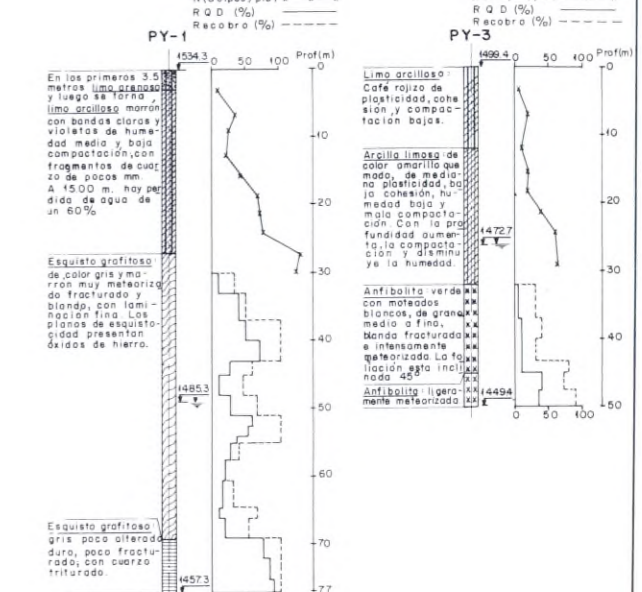 R Q D (%)
Recobro (%)
PY-1
1534.3
0 50 100 Prof(m)
0
En los primeros 3.5
metros limo arenoso
y luego se torna
limo arcilloso marrón
con bandas claras y
violetas de hume-
dad media y baja
compactación, con
fragmentos de cuar
zo de pocos mm.
A 15.00 m. hay per
dida de agua de
un 60%
10
20
30
Esquisto grafitoso:
de color gris y ma-
rron muy meteoriza
do fracturado y
blando, con lami-
nacion fina. Los
planos de esquisto-
cidad presentan
óxidos de hierro.
40
1485.3
50
60
Esquisto grafitoso:
gris poco alterado
duro, poco fractu-
rado, con cuarzo
triturado.
70
1457.3
77
R Q D (%)
Recobro (%)
PY-3
1499.4
0 50 100 Prof(m)
0
Limo arcilloso:
Café rojizo de
plasticidad, cohe
sión y compac-
tacion bajas.
10
Arcilla limosa: de
color amarillo que
mado, de media-
na plasticidad, ba
ja cohesión, hu-
medad baja y
mala compacta-
ción. Con la pro
fundidad aumen-
ta, la compacta-
ción y disminu
ye la humedad.
20
1472.7
30
Anfibolita: verde
con moteados
blancos, de grano
medio a fino,
blanda fracturada
e intensamente
meteorizada. La fo
liación esta incli
nada 45°
Anfibolita: ligera-
mente meteorizada
40
1449.4
50
0 50 100